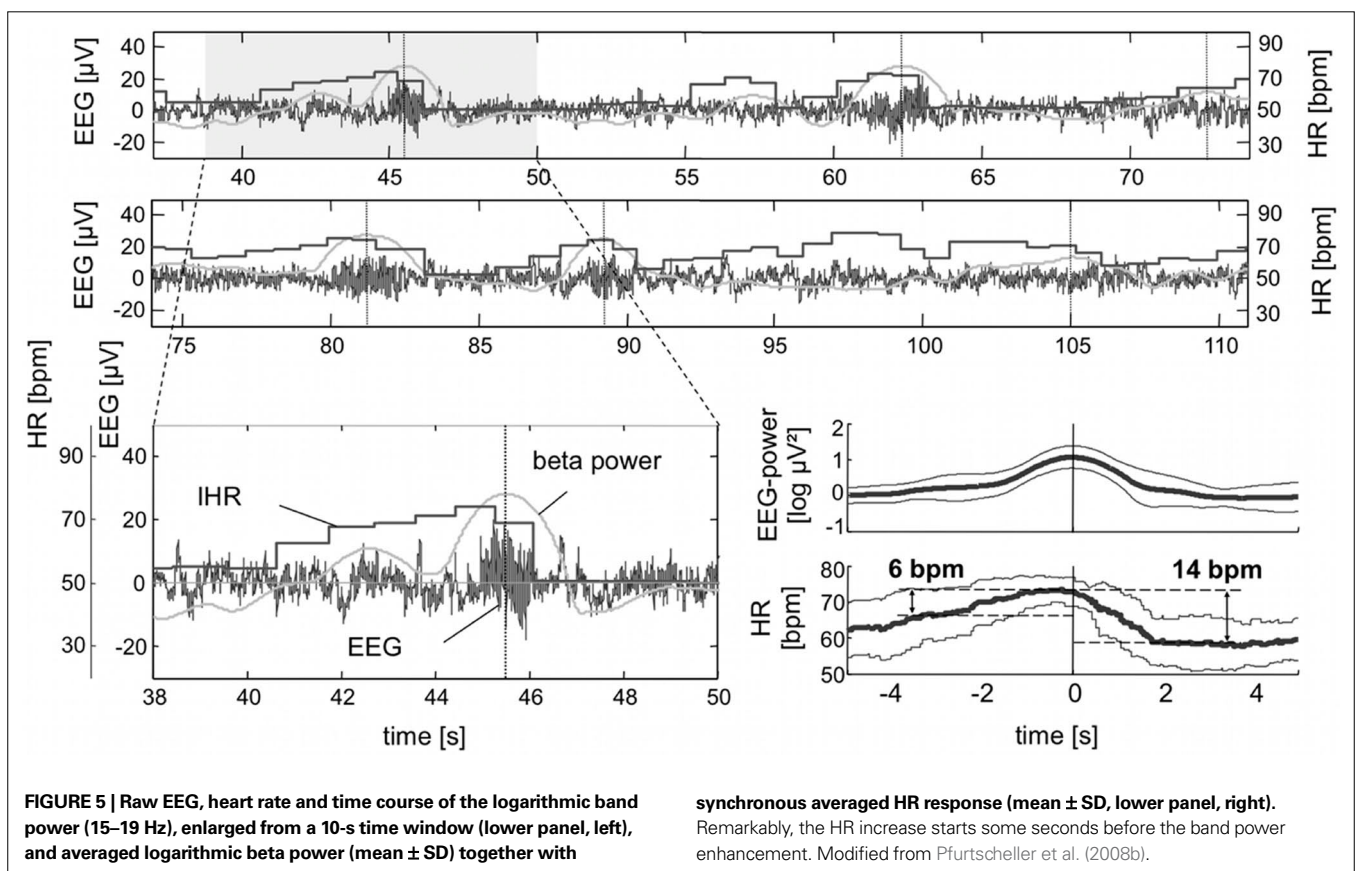 EEG [µV]
40
20
0
-20
90
70
50
30
HR [bpm]
40 45 50 55 60 65 70
EEG [µV]
40
20
0
-20
90
70
50
30
HR [bpm]
75 80 85 90 95 100 105 110
HR [bpm]
EEG [µV]
90
70
50
30
40
20
0
-20
IHR
beta power
EEG
38 40 42 44 46 48 50
time [s]
EEG-power
[log µV²]
2
1
0
-1
HR
[bpm]
80
70
60
50
6 bpm
14 bpm
-4 -2 0 2 4
time [s]
FIGURE 5 | Raw EEG, heart rate and time course of the logarithmic band
power (15–19 Hz), enlarged from a 10-s time window (lower panel, left),
and averaged logarithmic beta power (mean ± SD) together with
synchronous averaged HR response (mean ± SD, lower panel, right).
Remarkably, the HR increase starts some seconds before the band power
enhancement. Modified from Pfurtscheller et al. (2008b).